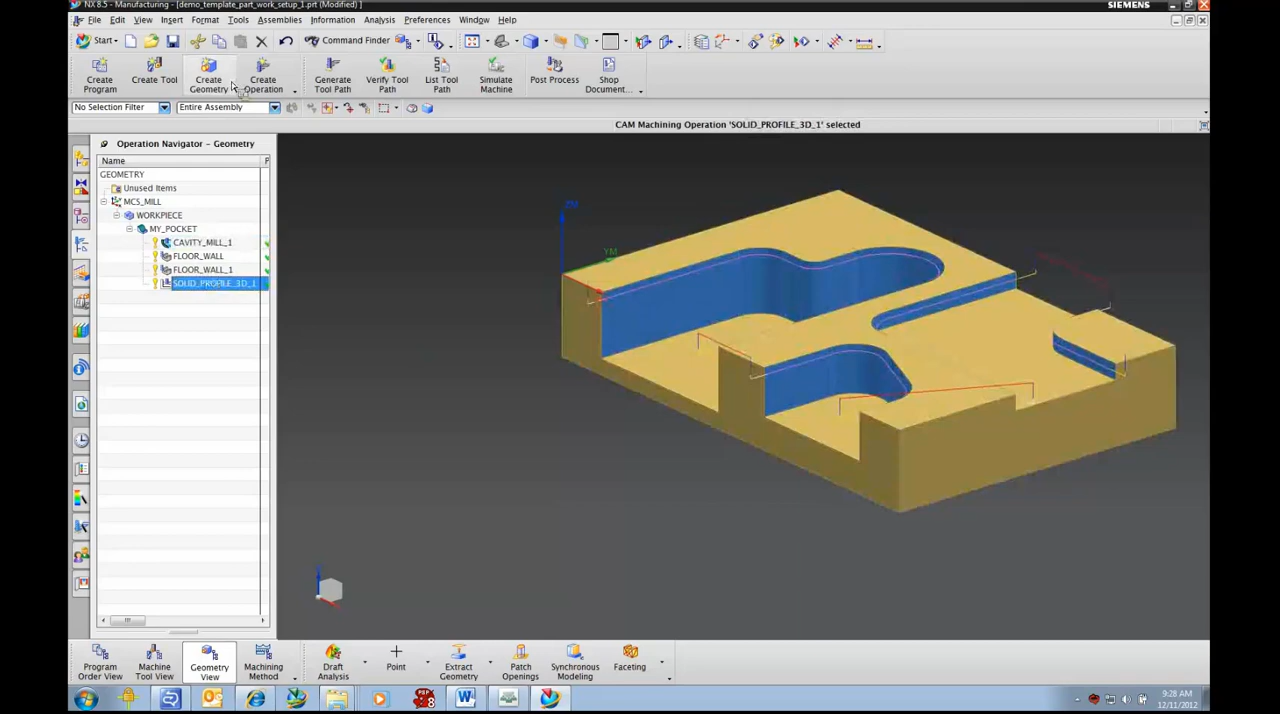 NX 8.5 - Manufacturing - [demo_template_part_work_setup_1.prt (Modified) ]
SIEMENS
File Edit View Insert Format Tools Assemblies Information Analysis Preferences Window Help
Start Command Finder
Create Program
Create Tool
Create Geometry
Create Operation
Generate Tool Path
Verify Tool Path
List Tool Path
Simulate Machine
Post Process
Shop Document...
No Selection Filter Entire Assembly
CAM Machining Operation 'SOLID_PROFILE_3D_1' selected
Operation Navigator - Geometry
Name P
GEOMETRY
Unused Items
MCS_MILL
WORKPIECE
MY_POCKET
CAVITY_MILL_1
FLOOR_WALL
FLOOR_WALL_1
SOLID_PROFILE_3D_1
ZM
YM
Program Order View
Machine Tool View
Geometry View
Machining Method
Draft Analysis
Point
Extract Geometry
Patch Openings
Synchronous Modeling
Faceting
9:28 AM
12/11/2012